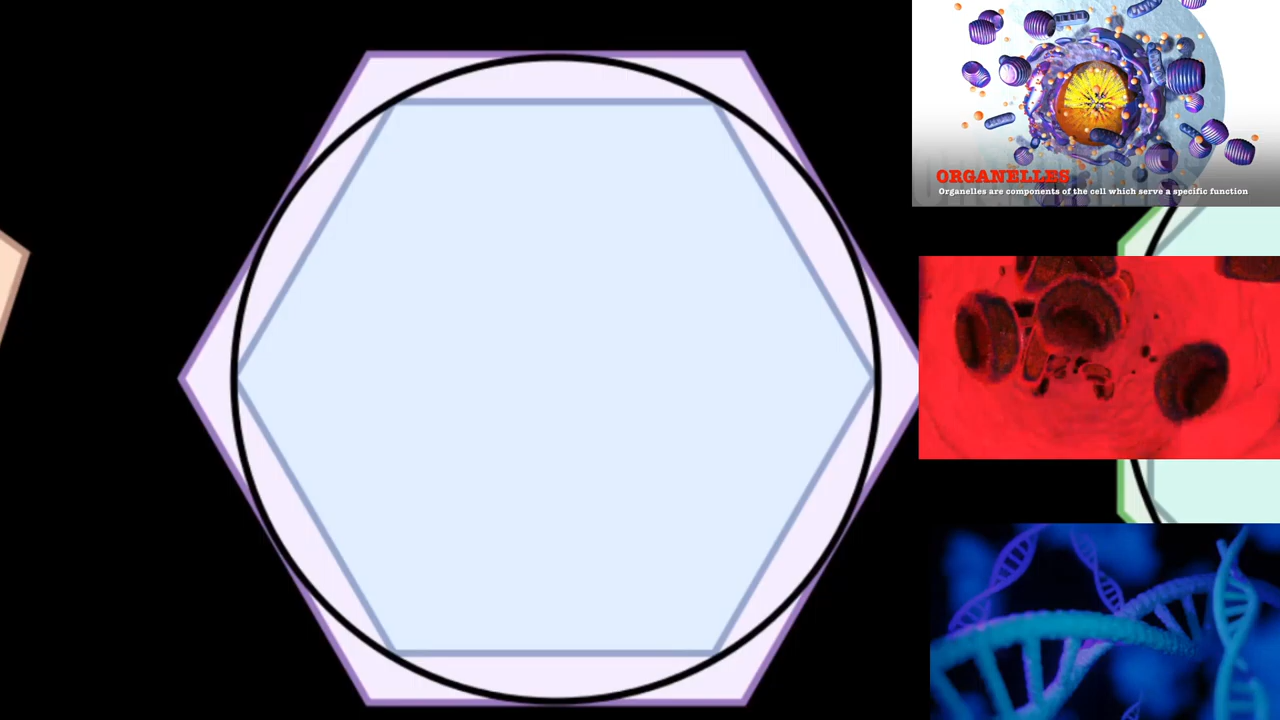 ORGANELLES
Organelles are components of the cell which serve a specific function